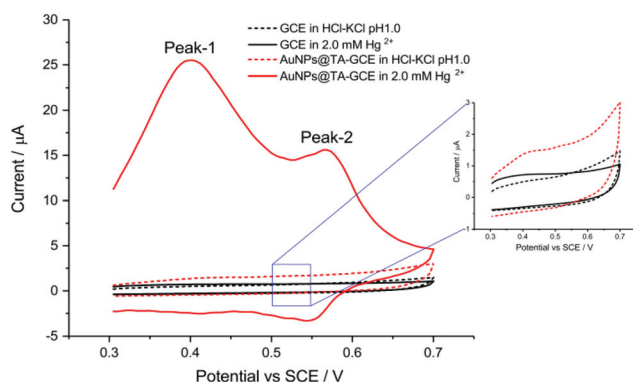 30
25
20
15
10
5
0
-5
Current / μA
0.3 0.4 0.5 0.6 0.7
Potential vs SCE / V
Peak-1
Peak-2
GCE in HCl-KCl pH1.0
GCE in 2.0 mM Hg 2+
AuNPs@TA-GCE in HCl-KCl pH1.0
AuNPs@TA-GCE in 2.0 mM Hg 2+
3
2
1
0
-1
Current / μA
0.3 0.4 0.5 0.6 0.7
Potential vs SCE / V